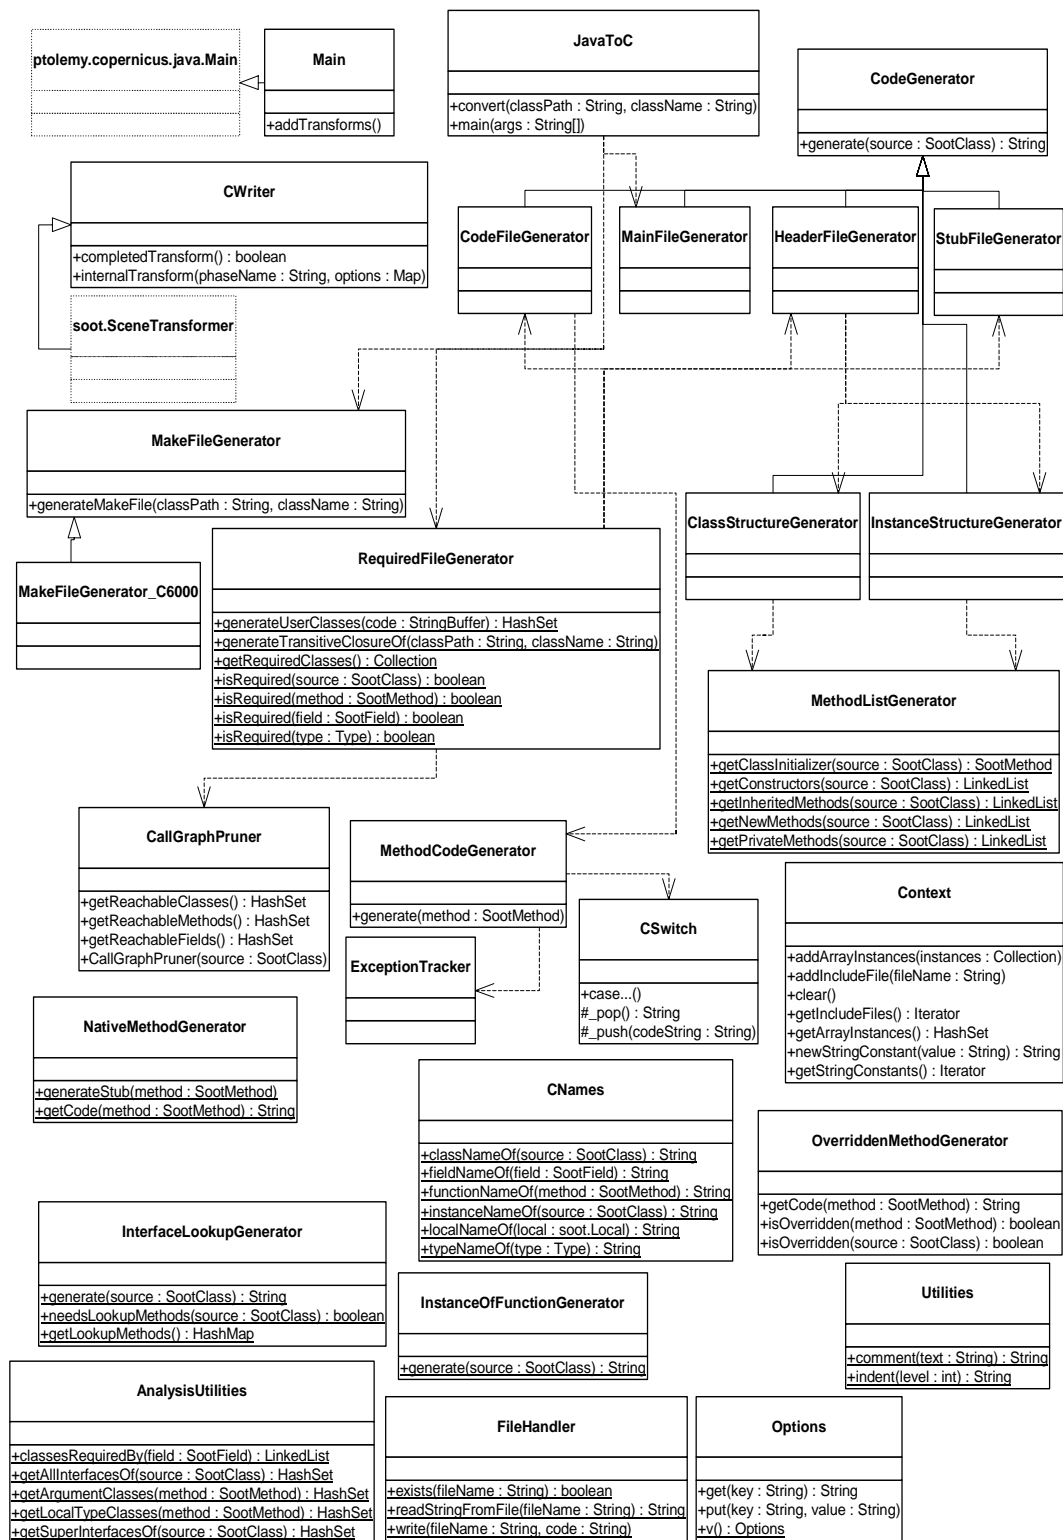 ptolemy.copernicus.java.Main
Main
+addTransforms()
JavaToC
+convert(classPath : String, className : String)
+main(args : String[])
CodeGenerator
+generate(source : SootClass) : String
CWriter
+completedTransform() : boolean
+internalTransform(phaseName : String, options : Map)
soot.SceneTransformer
CodeFileGenerator
MainFileGenerator
HeaderFileGenerator
StubFileGenerator
MakeFileGenerator
+generateMakeFile(classPath : String, className : String)
MakeFileGenerator_C6000
RequiredFileGenerator
+generateUserClasses(code : StringBuffer) : HashSet
+generateTransitiveClosureOf(classPath : String, className : String)
+getRequiredClasses() : Collection
+isRequired(source : SootClass) : boolean
+isRequired(method : SootMethod) : boolean
+isRequired(field : SootField) : boolean
+isRequired(type : Type) : boolean
ClassStructureGenerator
InstanceStructureGenerator
MethodListGenerator
+getClassInitializer(source : SootClass) : SootMethod
+getConstructors(source : SootClass) : LinkedList
+getInheritedMethods(source : SootClass) : LinkedList
+getNewMethods(source : SootClass) : LinkedList
+getPrivateMethods(source : SootClass) : LinkedList
CallGraphPruner
+getReachableClasses() : HashSet
+getReachableMethods() : HashSet
+getReachableFields() : HashSet
+CallGraphPruner(source : SootClass)
MethodCodeGenerator
+generate(method : SootMethod)
ExceptionTracker
CSwitch
+case...()
#_pop() : String
#_push(codeString : String)
Context
+addArrayInstances(instances : Collection)
+addIncludeFile(fileName : String)
+clear()
+getIncludeFiles() : Iterator
+getArrayInstances() : HashSet
+newStringConstant(value : String) : String
+getStringConstants() : Iterator
NativeMethodGenerator
+generateStub(method : SootMethod)
+getCode(method : SootMethod) : String
CNames
+classNameOf(source : SootClass) : String
+fieldNameOf(field : SootField) : String
+functionNameOf(method : SootMethod) : String
+instanceNameOf(source : SootClass) : String
+localNameOf(local : soot.Local) : String
+typeNameOf(type : Type) : String
OverriddenMethodGenerator
+getCode(method : SootMethod) : String
+isOverridden(method : SootMethod) : boolean
+isOverridden(source : SootClass) : boolean
InterfaceLookupGenerator
+generate(source : SootClass) : String
+needsLookupMethods(source : SootClass) : boolean
+getLookupMethods() : HashMap
InstanceOfFunctionGenerator
+generate(source : SootClass) : String
Utilities
+comment(text : String) : String
+indent(level : int) : String
AnalysisUtilities
+classesRequiredBy(field : SootField) : LinkedList
+getAllInterfacesOf(source : SootClass) : HashSet
+getArgumentClasses(method : SootMethod) : HashSet
+getLocalTypeClasses(method : SootMethod) : HashSet
+getSuperInterfacesOf(source : SootClass) : HashSet
FileHandler
+exists(fileName : String) : boolean
+readStringFromFile(fileName : String) : String
+write(fileName : String, code : String)
Options
+get(key : String) : String
+put(key : String, value : String)
+v() : Options